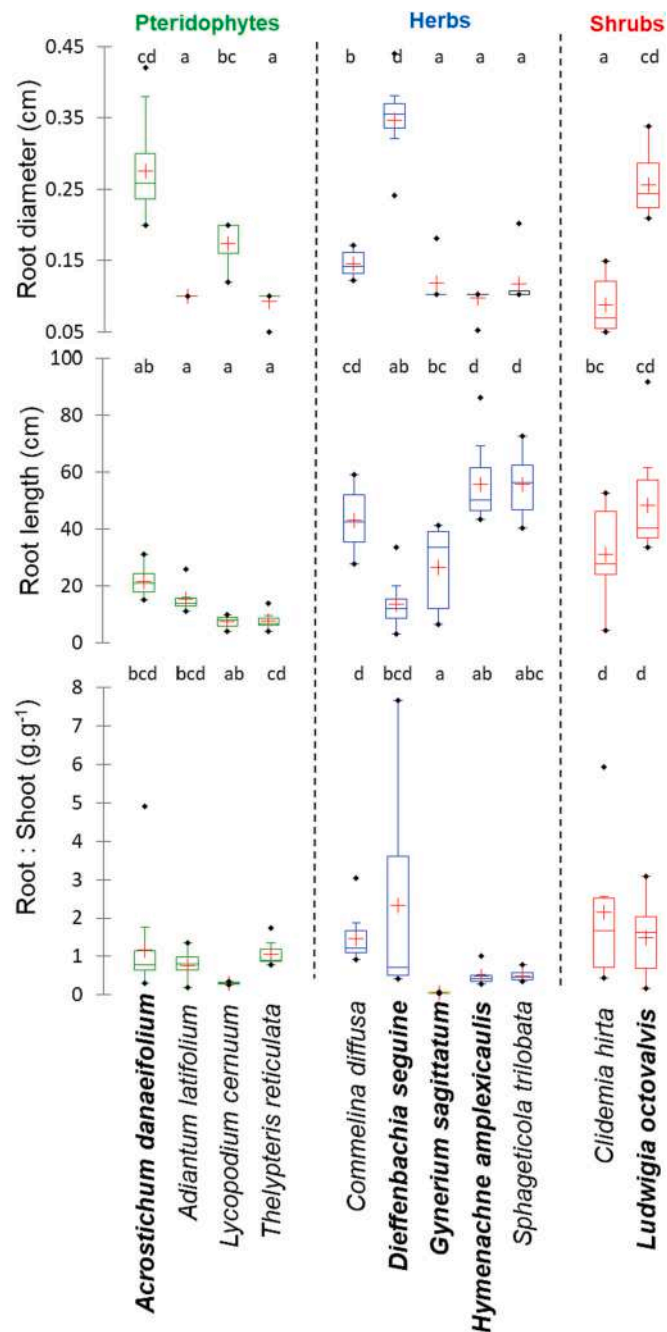 Pteridophytes Herbs Shrubs
Root diameter (cm)
0.45
0.35
0.25
0.15
0.05
cd a bc a b d a a a a cd
Root length (cm)
100
80
60
40
20
0
ab a a a cd ab bc d d bc cd
Root : Shoot (g.g-1)
8
7
6
5
4
3
2
1
0
bcd bcd ab cd d bcd a ab abc d d
Acrostichum danaeifolium
Adiantum latifolium
Lycopodium cernuum
Thelypteris reticulata
Commelina diffusa
Dieffenbachia seguine
Gynerium sagittatum
Hymenachne amplexicaulis
Sphageticola trilobata
Clidemia hirta
Ludwigia octovalvis